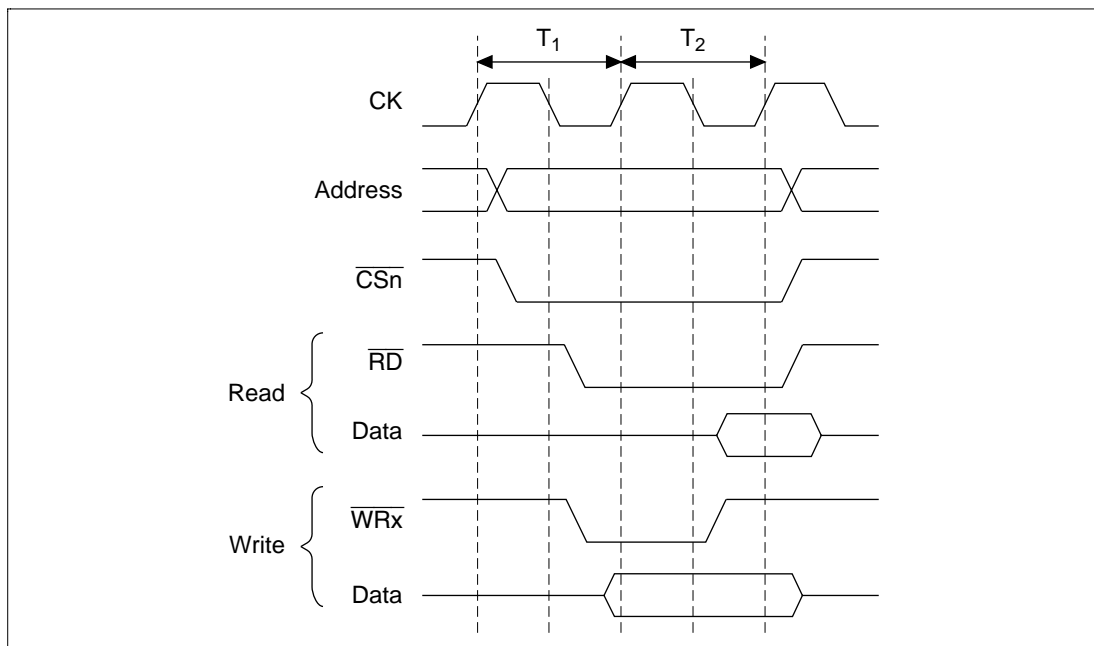 T1 T2
CK
Address
CSn
RD
Read
Data
WRx
Write
Data